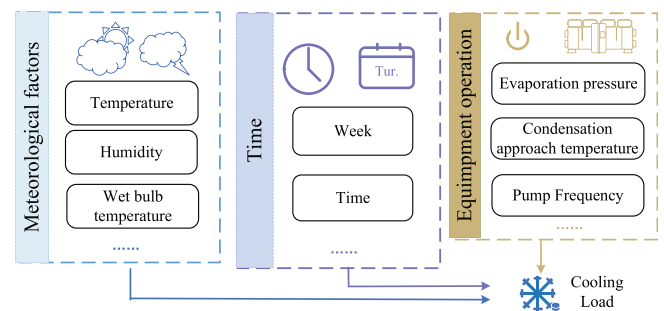 Meteorological factors
Temperature
Humidity
Wet bulb
temperature
......
Time
Tur.
Week
Time
......
Equimpment operation
Evaporation pressure
Condensation
approach temperature
Pump Frequency
......
Cooling
Load